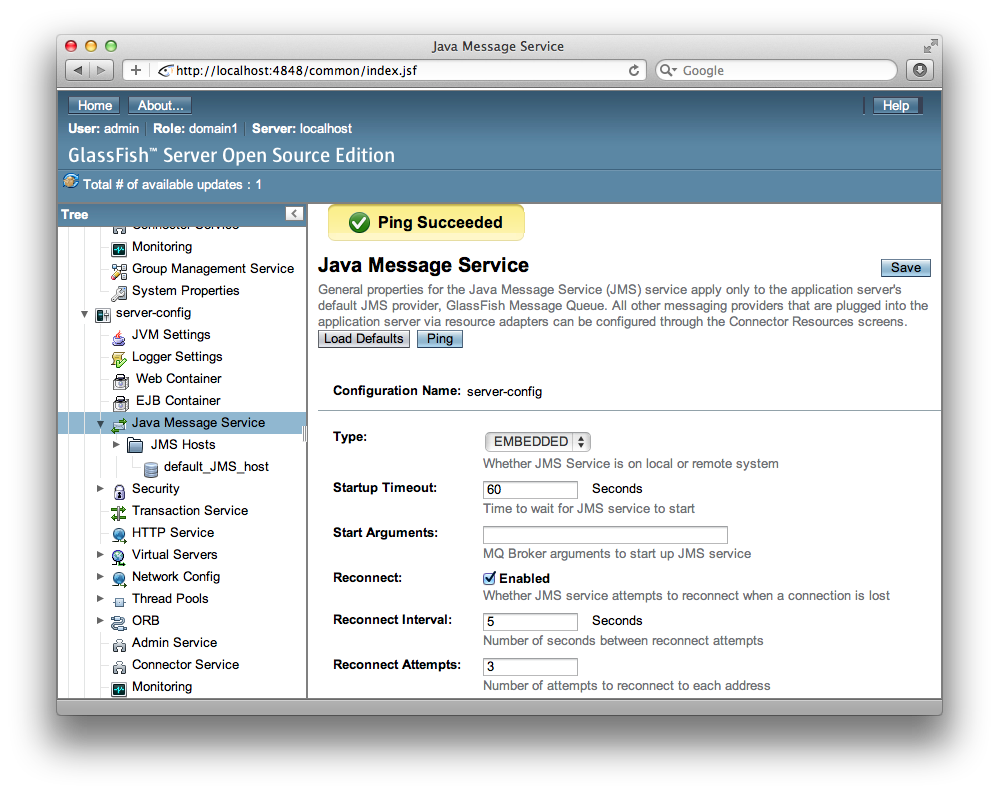 Java Message Service
http://localhost:4848/common/index.jsf
Google
Home About... Help
User: admin Role: domain1 Server: localhost
GlassFish™ Server Open Source Edition
Total # of available updates : 1
Tree
Connector Service
Monitoring
Group Management Service
System Properties
server-config
JVM Settings
Logger Settings
Web Container
EJB Container
Java Message Service
JMS Hosts
default_JMS_host
Security
Transaction Service
HTTP Service
Virtual Servers
Network Config
Thread Pools
ORB
Admin Service
Connector Service
Monitoring
Ping Succeeded
Java Message Service
Save
General properties for the Java Message Service (JMS) service apply only to the application server's
default JMS provider, GlassFish Message Queue. All other messaging providers that are plugged into the
application server via resource adapters can be configured through the Connector Resources screens.
Load Defaults Ping
Configuration Name: server-config
Type: EMBEDDED
Whether JMS Service is on local or remote system
Startup Timeout: 60 Seconds
Time to wait for JMS service to start
Start Arguments:
MQ Broker arguments to start up JMS service
Reconnect: Enabled
Whether JMS service attempts to reconnect when a connection is lost
Reconnect Interval: 5 Seconds
Number of seconds between reconnect attempts
Reconnect Attempts: 3
Number of attempts to reconnect to each address